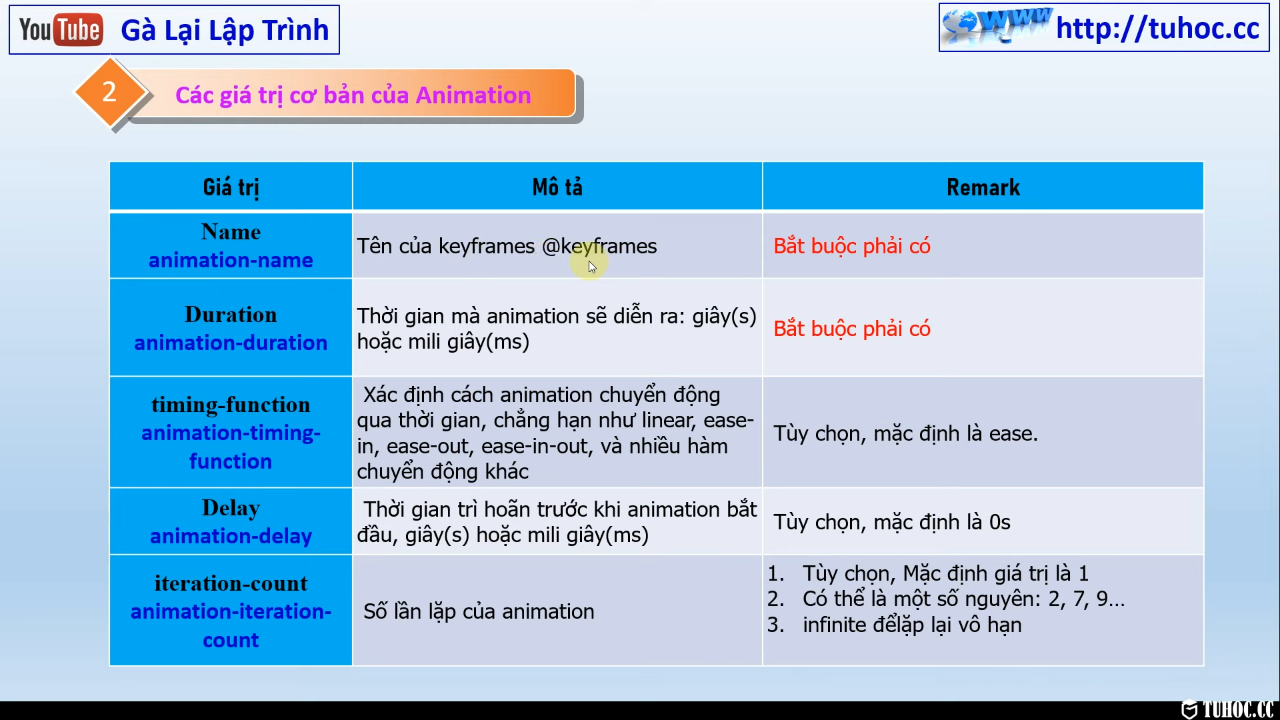 YouTube Gà Lại Lập Trình
WWW http://tuhoc.cc
2 Các giá trị cơ bản của Animation
Giá trị
Mô tả
Remark
Name
animation-name
Tên của keyframes @keyframes
Bắt buộc phải có
Duration
animation-duration
Thời gian mà animation sẽ diễn ra: giây(s)
hoặc mili giây(ms)
Bắt buộc phải có
timing-function
animation-timing-
function
Xác định cách animation chuyển động
qua thời gian, chẳng hạn như linear, ease-
in, ease-out, ease-in-out, và nhiều hàm
chuyển động khác
Tùy chọn, mặc định là ease.
Delay
animation-delay
Thời gian trì hoãn trước khi animation bắt
đầu, giây(s) hoặc mili giây(ms)
Tùy chọn, mặc định là 0s
iteration-count
animation-iteration-
count
Số lần lặp của animation
1. Tùy chọn, Mặc định giá trị là 1
2. Có thể là một số nguyên: 2, 7, 9...
3. infinite đểlặp lại vô hạn
TUHOC.CC